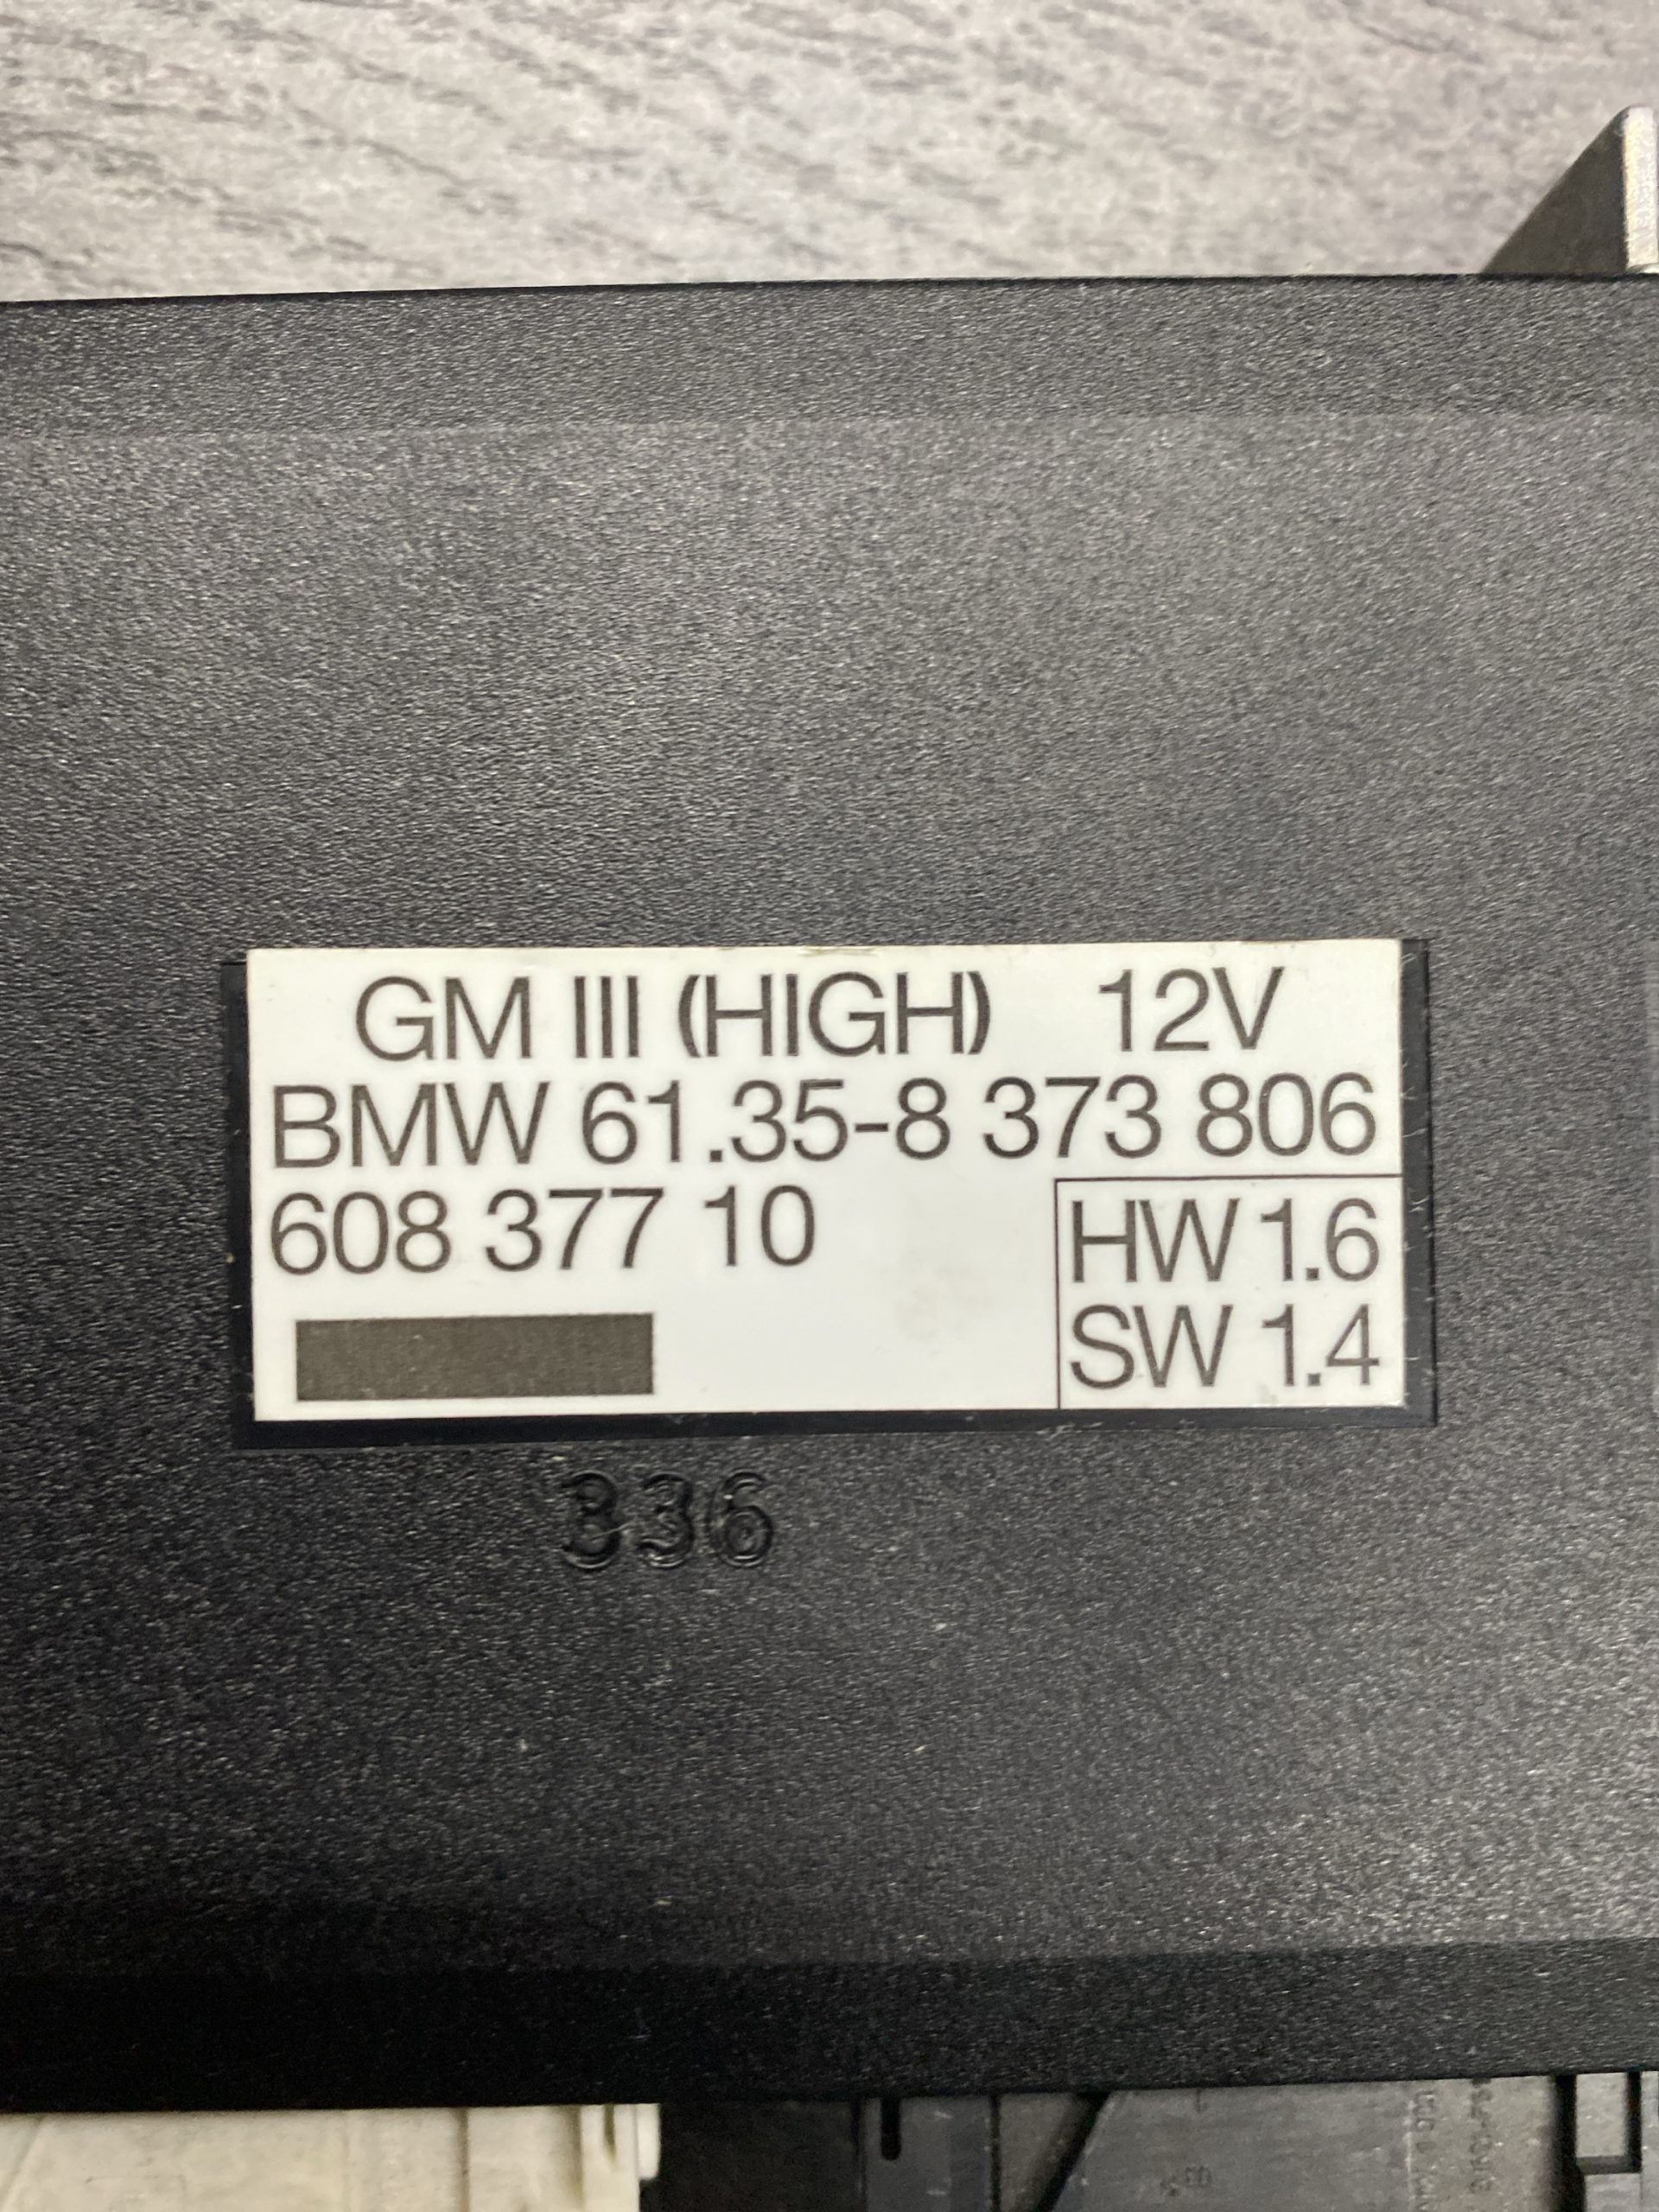 GM III (HIGH) 12V
BMW 61.35-8 373 806
608 377 10
HW 1.6
SW 1.4
336